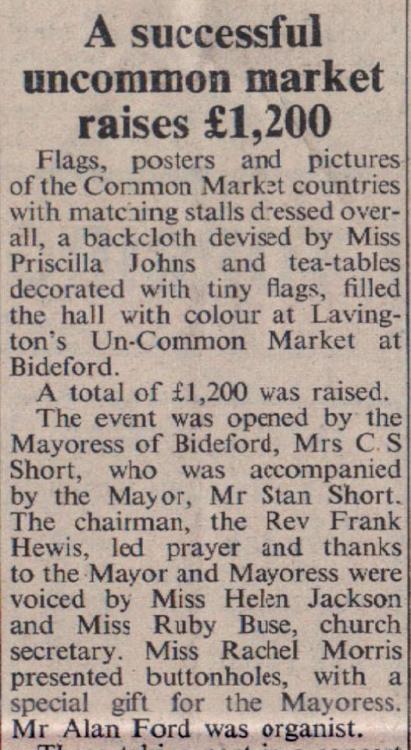 A successful
uncommon market
raises £1,200
Flags, posters and pictures
of the Common Market countries
with matching stalls dressed over-
all, a backcloth devised by Miss
Priscilla Johns and tea-tables
decorated with tiny flags, filled
the hall with colour at Laving-
ton's Un-Common Market at
Bideford.
A total of £1,200 was raised.
The event was opened by the
Mayoress of Bideford, Mrs C. S
Short, who was accompanied
by the Mayor, Mr Stan Short.
The chairman, the Rev Frank
Hewis, led prayer and thanks
to the Mayor and Mayoress were
voiced by Miss Helen Jackson
and Miss Ruby Buse, church
secretary. Miss Rachel Morris
presented buttonholes, with a
special gift for the Mayoress.
Mr Alan Ford was organist.